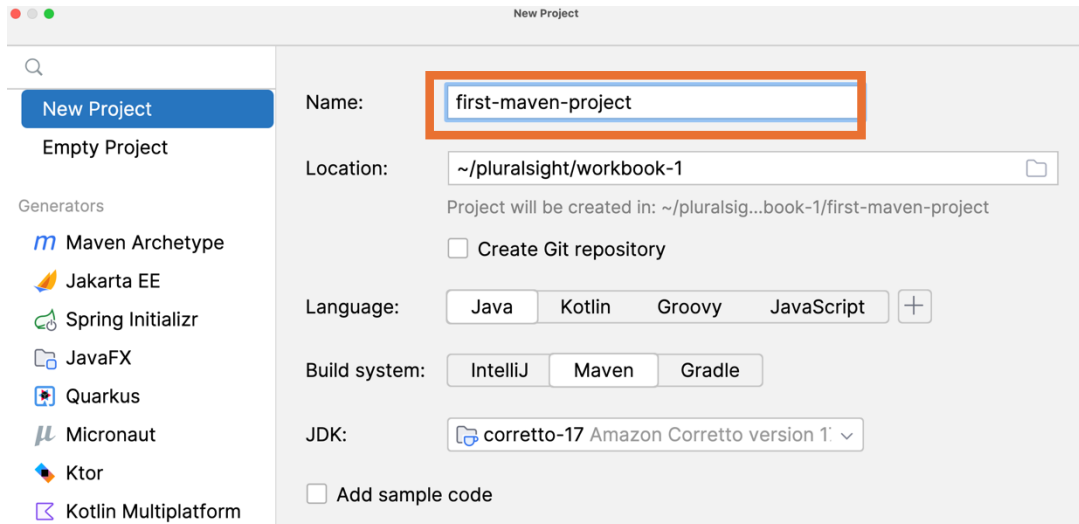 New Project
New Project
Empty Project
Generators
Maven Archetype
Jakarta EE
Spring Initializr
JavaFX
Quarkus
Micronaut
Ktor
Kotlin Multiplatform
Name:
first-maven-project
Location:
~/pluralsight/workbook-1
Project will be created in: ~/pluralsig...book-1/first-maven-project
Create Git repository
Language: Java Kotlin Groovy JavaScript
Build system: IntelliJ Maven Gradle
JDK: corretto-17 Amazon Corretto version
Add sample code